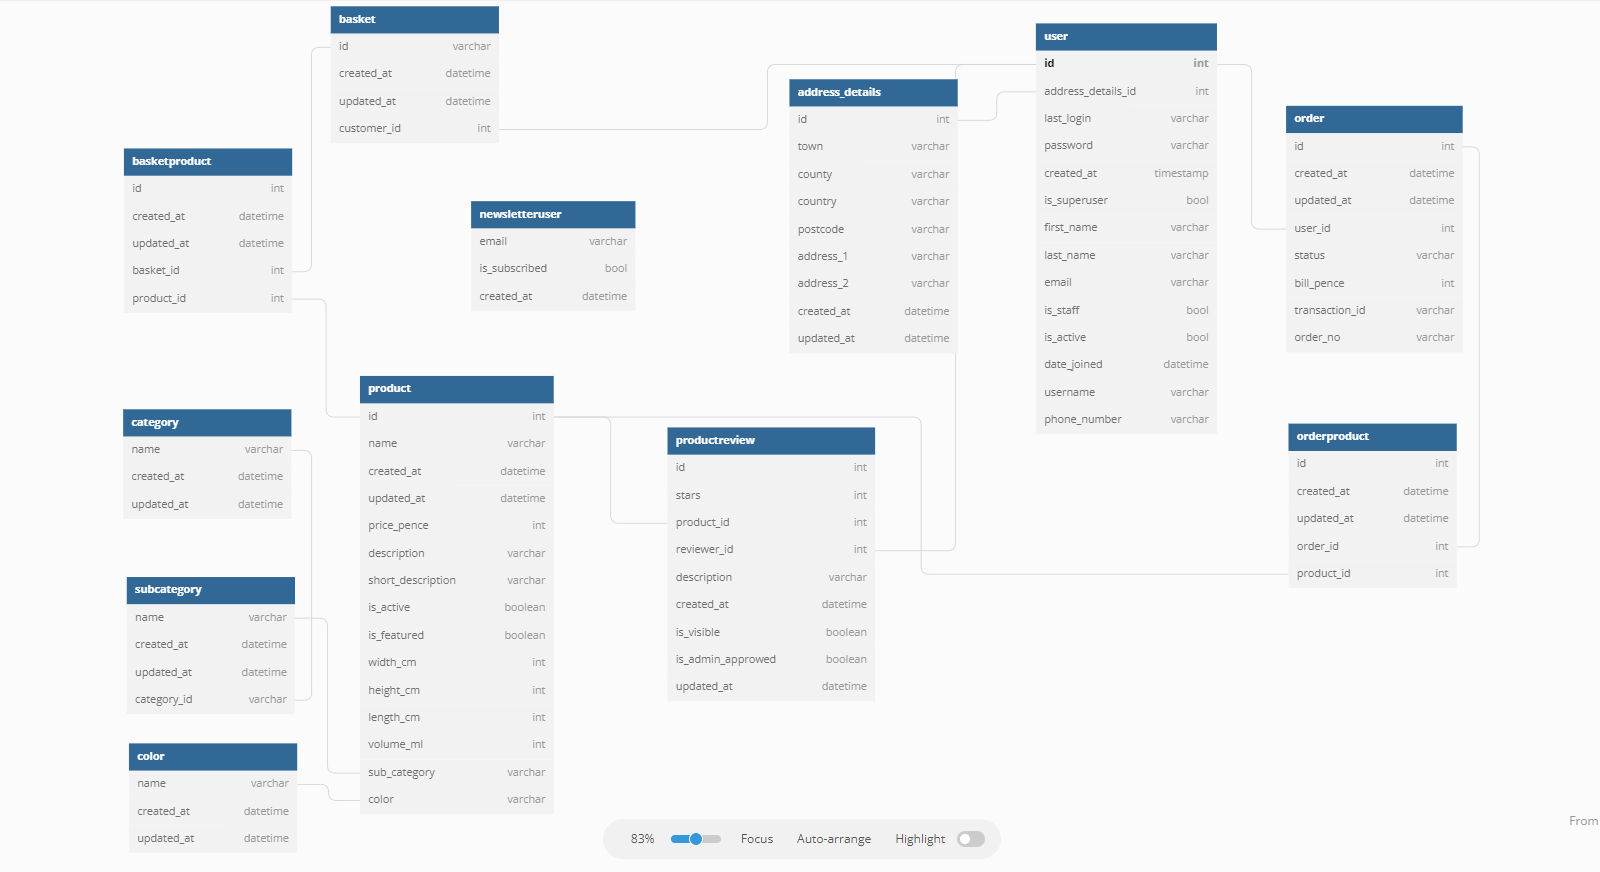 basket
id varchar
created_at datetime
updated_at datetime
customer_id int
user
id int
address_details_id int
last_login varchar
password varchar
created_at timestamp
is_superuser bool
first_name varchar
last_name varchar
email varchar
is_staff bool
is_active bool
date_joined datetime
username varchar
phone_number varchar
address_details
id int
town varchar
county varchar
country varchar
postcode varchar
address_1 varchar
address_2 varchar
created_at datetime
updated_at datetime
order
id int
created_at datetime
updated_at datetime
user_id int
status varchar
bill_pence int
transaction_id varchar
order_no varchar
basketproduct
id int
created_at datetime
updated_at datetime
basket_id int
product_id int
newsletteruser
email varchar
is_subscribed bool
created_at datetime
product
id int
name varchar
created_at datetime
updated_at datetime
price_pence int
description varchar
short_description varchar
is_active boolean
is_featured boolean
width_cm int
height_cm int
length_cm int
volume_ml int
sub_category varchar
color varchar
category
name varchar
created_at datetime
updated_at datetime
productreview
id int
stars int
product_id int
reviewer_id int
description varchar
created_at datetime
is_visible boolean
is_admin_approved boolean
updated_at datetime
orderproduct
id int
created_at datetime
updated_at datetime
order_id int
product_id int
subcategory
name varchar
created_at datetime
updated_at datetime
category_id varchar
color
name varchar
created_at datetime
updated_at datetime
From
83% Focus Auto-arrange Highlight